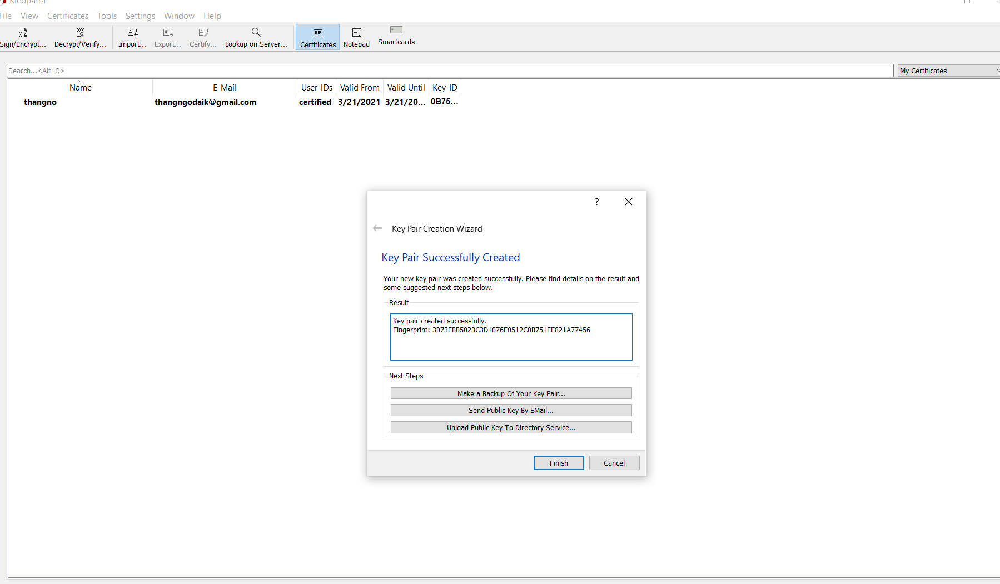 Kleopatra
File View Certificates Tools Settings Window Help
Sign/Encrypt... Decrypt/Verify... Import... Export... Certify... Lookup on Server... Certificates Notepad Smartcards
Search...<Alt+Q> My Certificates
Name E-Mail User-IDs Valid From Valid Until Key-ID
thangno thangngodaik@gmail.com certified 3/21/2021 3/21/20... 0B75...
?
Key Pair Creation Wizard
Key Pair Successfully Created
Your new key pair was created successfully. Please find details on the result and
some suggested next steps below.
Result
Key pair created successfully.
Fingerprint: 3073EBB5023C3D1076E0512C0B751EF821A77456
Next Steps
Make a Backup Of Your Key Pair...
Send Public Key By EMail...
Upload Public Key To Directory Service...
Finish Cancel